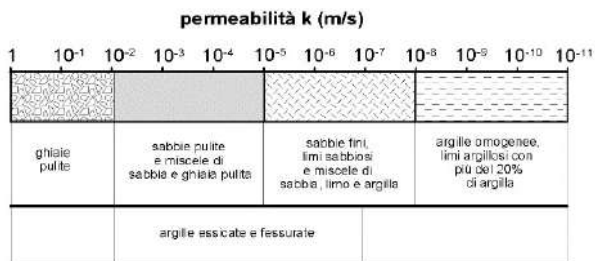 permeabilità k (m/s)
1 10⁻¹ 10⁻² 10⁻³ 10⁻⁴ 10⁻⁵ 10⁻⁶ 10⁻⁷ 10⁻⁸ 10⁻⁹ 10⁻¹⁰ 10⁻¹¹
ghiaie
pulite
sabbie pulite
e miscele di
sabbia e ghiaia pulita
sabbie fini,
limi sabbiosi
e miscele di
sabbia, limo e argilla
argille omogenee,
limi argillosi con
più del 20%
di argilla
argille essicate e fessurate